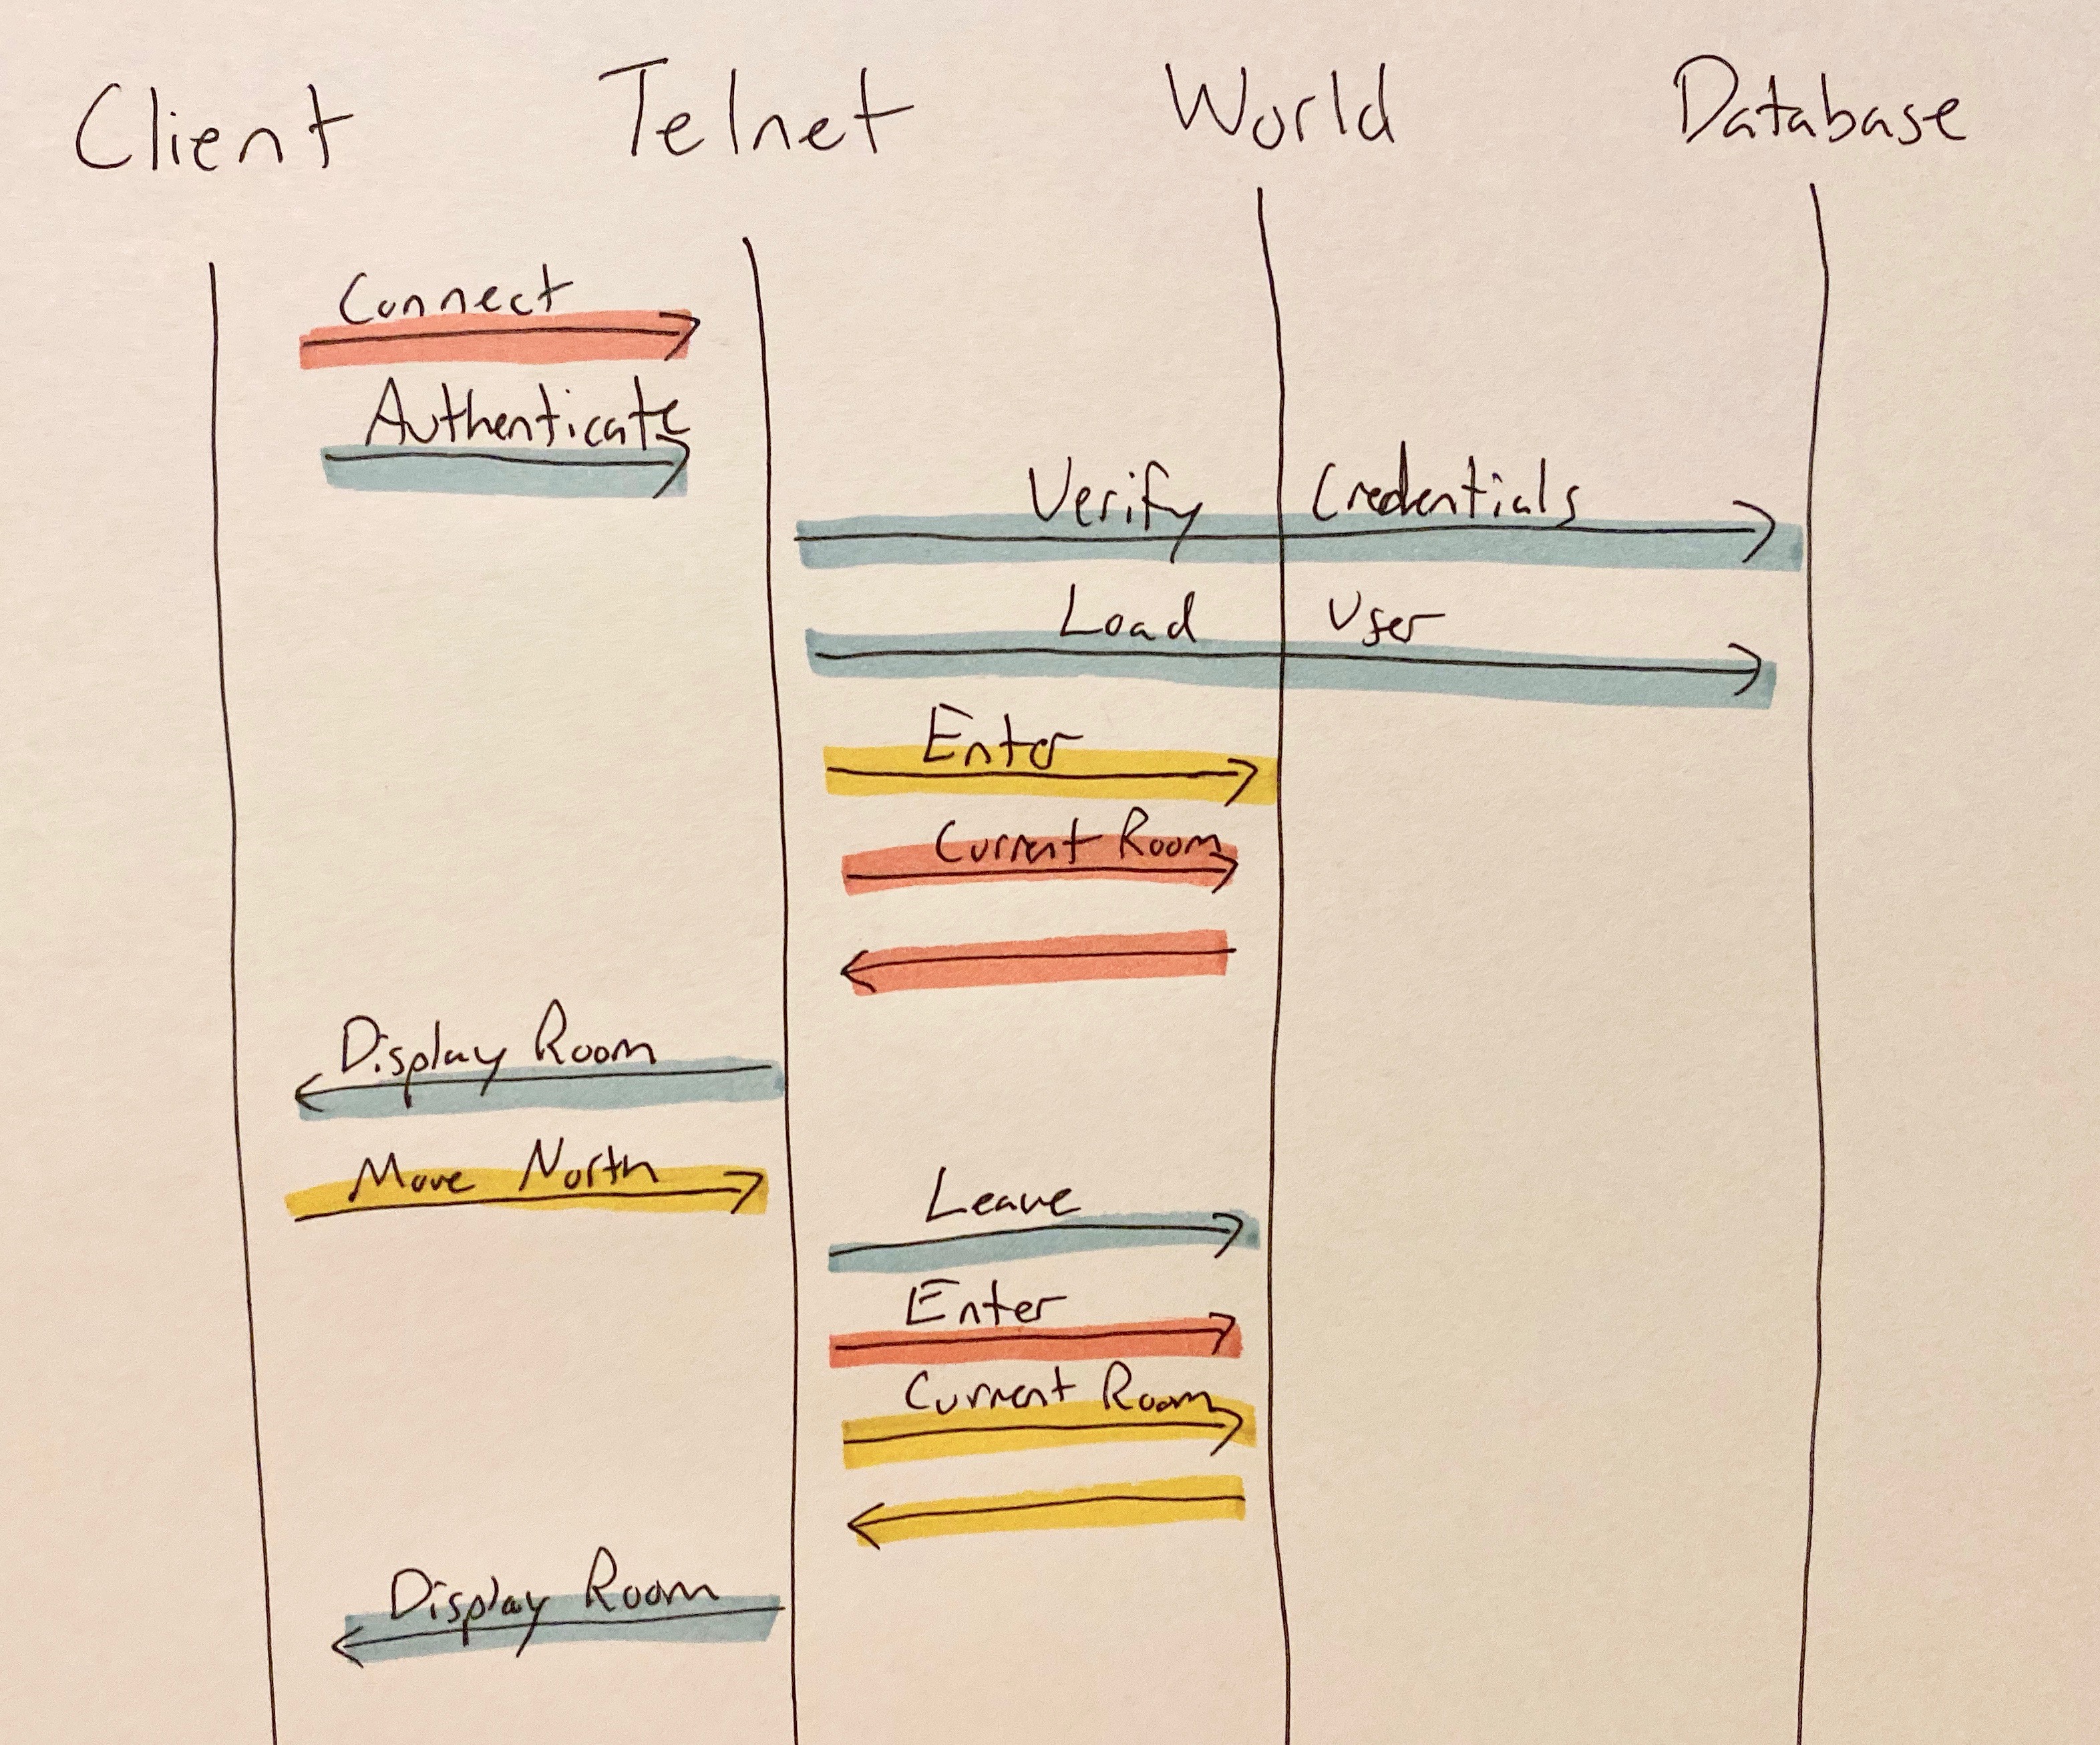 Client Telnet World Database
Connect
Authenticate
Verify Credentials
Load User
Enter
Current Room
Display Room
Move North
Leave
Enter
Current Room
Display Room